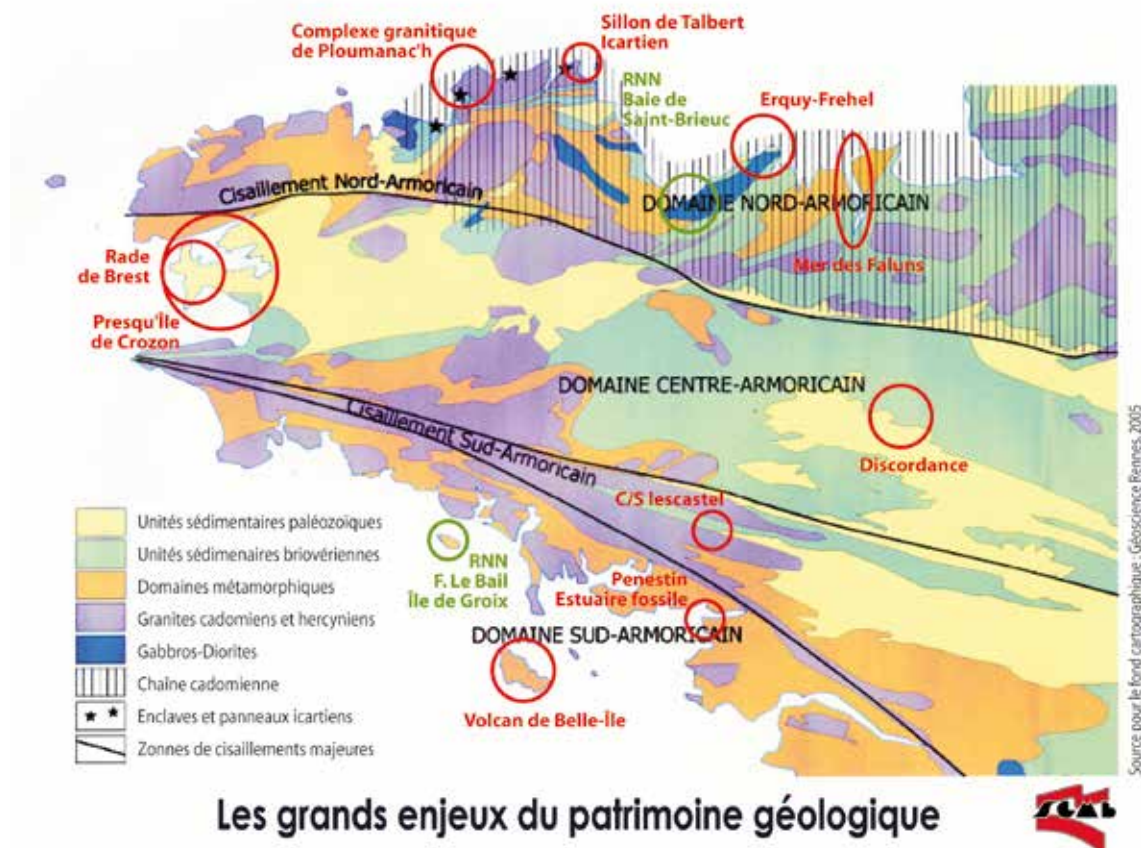 Complexe granitique
de Ploumanac'h
Sillon de Talbert
Icartien
RNN
Baie de
Saint-Brieuc
Erquy-Frehel
Cisaillement Nord-Armoricain
DOMAINE NORD-ARMORICAIN
Rade
de Brest
Mer des Faluns
Presqu'Île
de Crozon
DOMAINE CENTRE-ARMORICAIN
Cisaillement Sud-Armoricain
Discordance
C/S lescastel
RNN
F. Le Bail
Île de Groix
Penestin
Estuaire fossile
DOMAINE SUD-ARMORICAIN
Volcan de Belle-Île
Unités sédimentaires paléozoïques
Unités sédimenaires briovériennes
Domaines métamorphiques
Granites cadomiens et hercyniens
Gabbros-Diorites
Chaîne cadomienne
Enclaves et panneaux icartiens
Zonnes de cisaillements majeures
Source pour le fond cartographique : Géoscience Rennes, 2005
Les grands enjeux du patrimoine géologique
SGMB